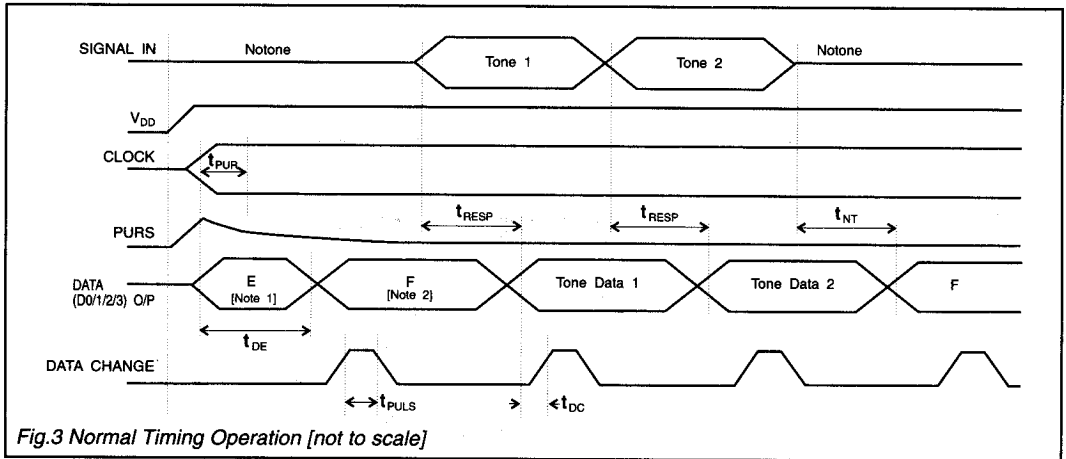 SIGNAL IN
Notone
Tone 1
Tone 2
Notone
VDD
CLOCK
tPUR
tRESP
tRESP
tNT
PURS
DATA
(D0/1/2/3) O/P
E
[Note 1]
F
[Note 2}
Tone Data 1
Tone Data 2
F
tDE
DATA CHANGE
tPULS
tDC
Fig.3 Normal Timing Operation [not to scale]